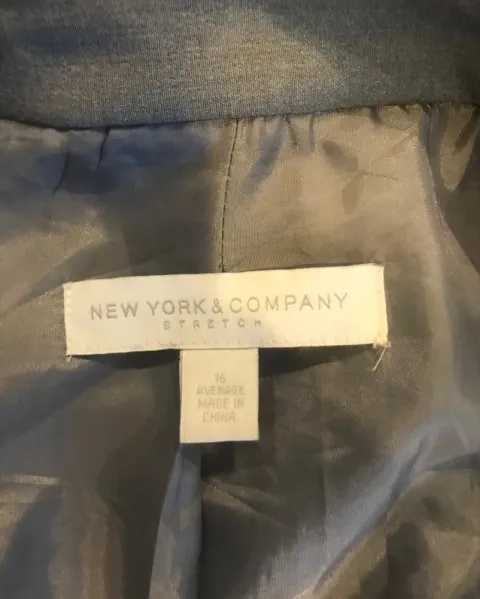 NEW YORK & COMPANY
STRETCH
16
AVERAGE
MADE IN
CHINA